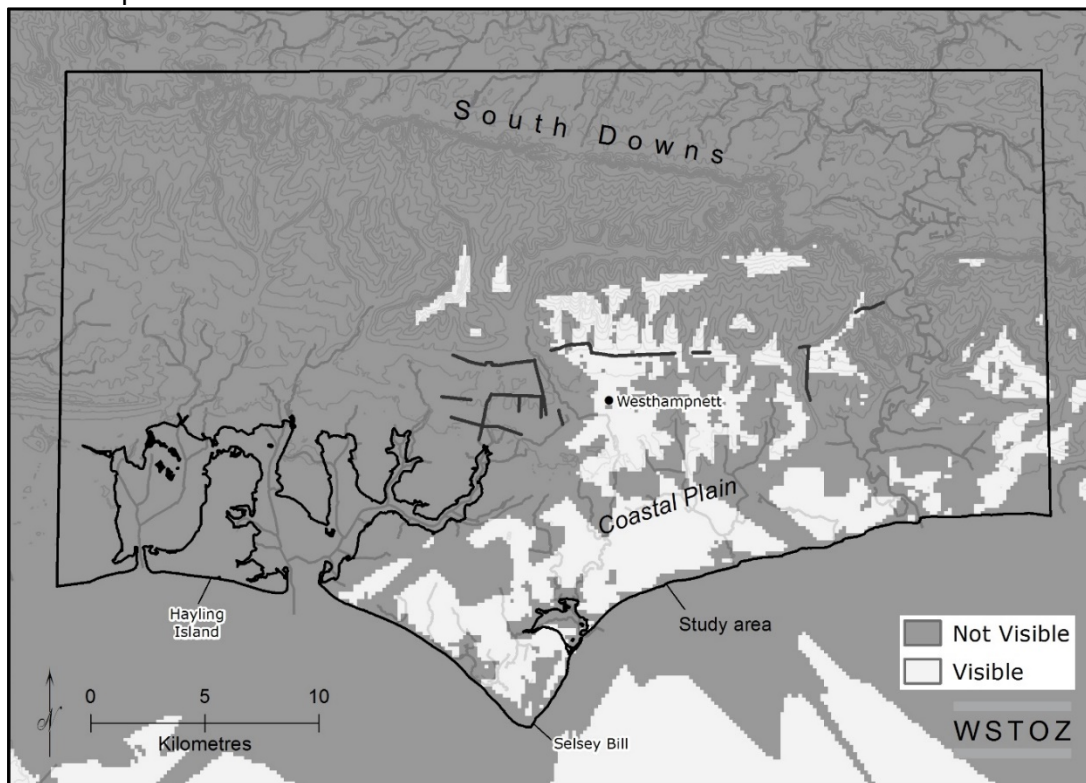 South Downs
Westhampnett
Coastal Plain
Hayling
Island
Study area
Not Visible
Visible
N
0 5 10
Kilometres
Selsey Bill
WSTOZ